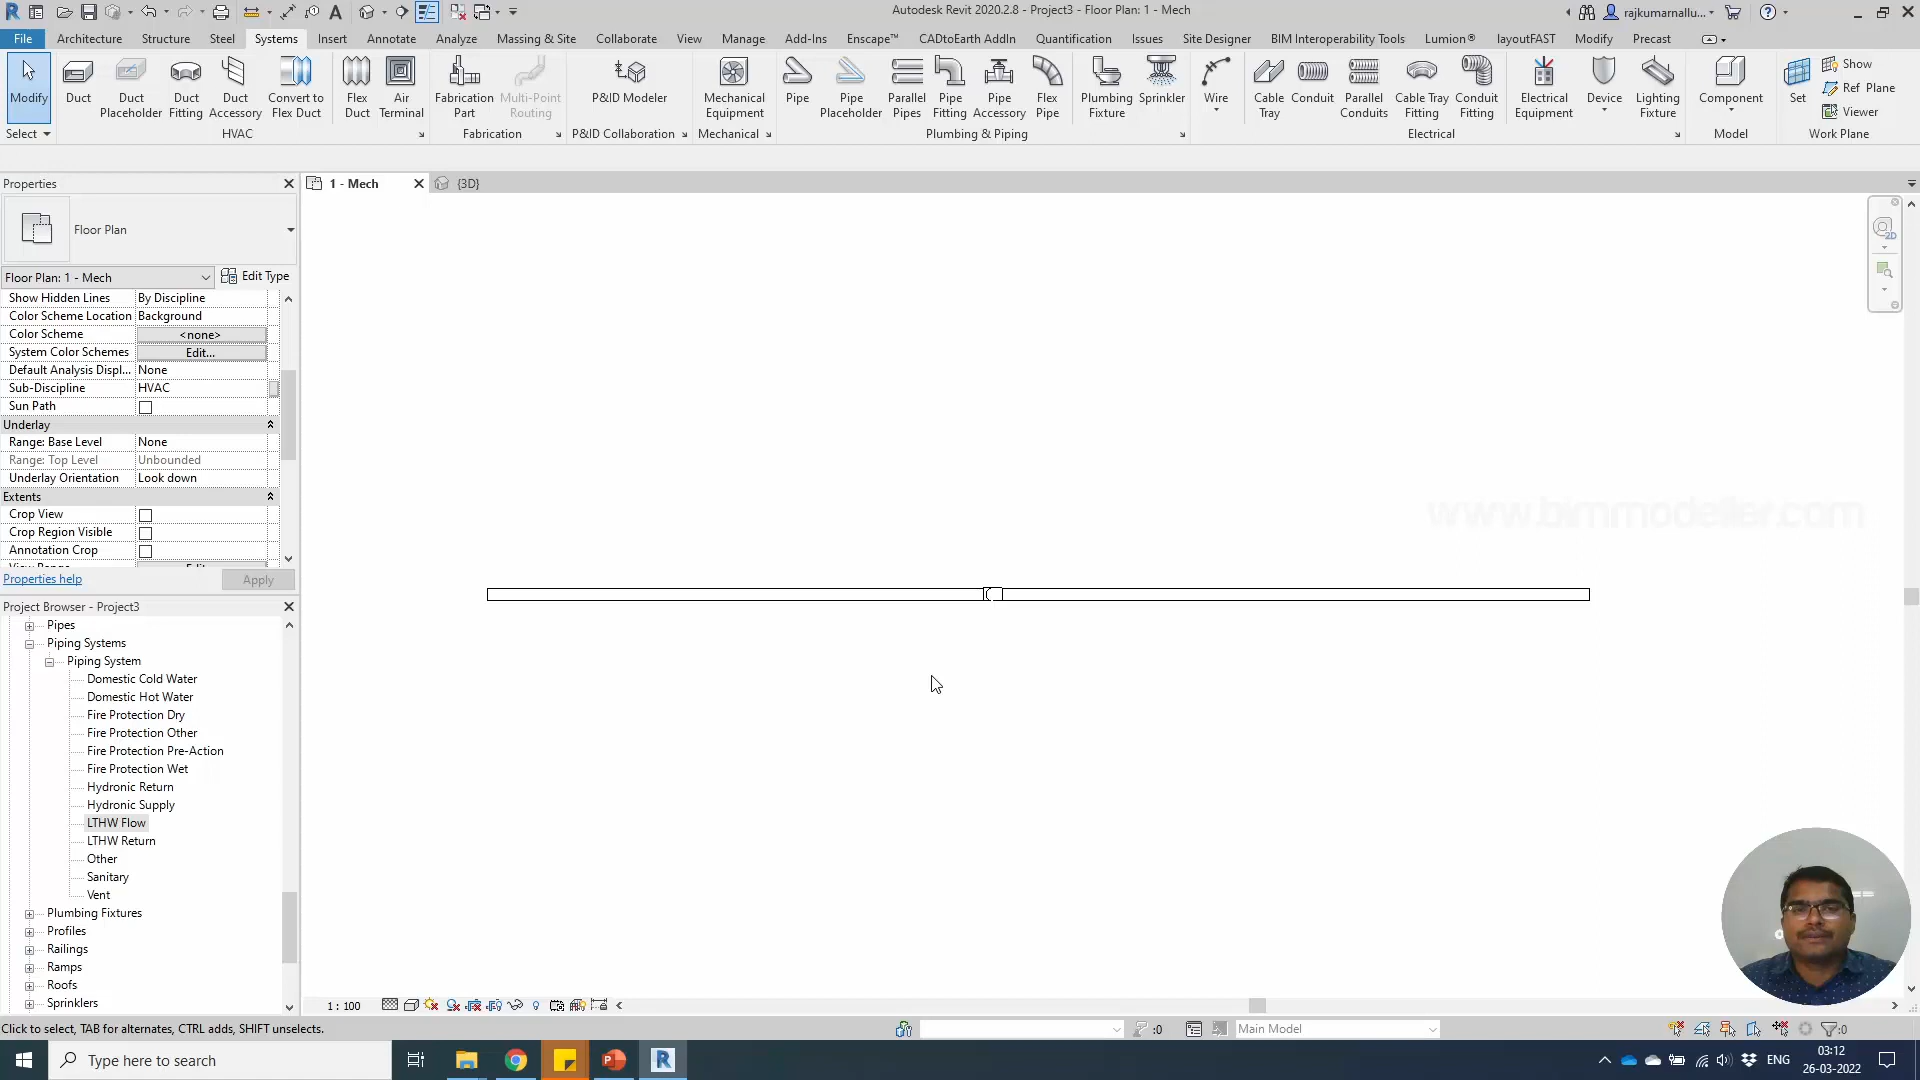 Autodesk Revit 2020.2.8 - Project3 - Floor Plan: 1 - Mech
rajkumarnallu...
File Architecture Structure Steel Systems Insert Annotate Analyze Massing & Site Collaborate View Manage Add-Ins Enscape™ CADtoEarth AddIn Quantification Issues Site Designer BIM Interoperability Tools Lumion® layoutFAST Modify Precast
Modify
Duct
Duct Placeholder
Duct Fitting
Duct Accessory
Convert to Flex Duct
Flex Duct
Air Terminal
Fabrication Part
Multi-Point Routing
P&ID Modeler
Mechanical Equipment
Pipe
Pipe Placeholder
Parallel Pipes
Pipe Fitting
Pipe Accessory
Flex Pipe
Plumbing Fixture
Sprinkler
Wire
Cable Tray
Conduit
Parallel Conduits
Cable Tray Fitting
Conduit Fitting
Electrical Equipment
Device
Lighting Fixture
Component
Set
Show
Ref Plane
Viewer
Select HVAC Fabrication P&ID Collaboration Mechanical Plumbing & Piping Electrical Model Work Plane
Properties
1 - Mech
{3D}
Floor Plan
Floor Plan: 1 - Mech
Edit Type
Show Hidden Lines By Discipline
Color Scheme Location Background
Color Scheme <none>
System Color Schemes Edit...
Default Analysis Displ... None
Sub-Discipline HVAC
Sun Path
Underlay
Range: Base Level None
Range: Top Level Unbounded
Underlay Orientation Look down
Extents
Crop View
Crop Region Visible
Annotation Crop
Properties help
Apply
www.bimmodeller.com
Project Browser - Project3
Pipes
Piping Systems
Piping System
Domestic Cold Water
Domestic Hot Water
Fire Protection Dry
Fire Protection Other
Fire Protection Pre-Action
Fire Protection Wet
Hydronic Return
Hydronic Supply
LTHW Flow
LTHW Return
Other
Sanitary
Vent
Plumbing Fixtures
Profiles
Railings
Ramps
Roofs
Sprinklers
1 : 100
Click to select, TAB for alternates, CTRL adds, SHIFT unselects.
:0
Main Model
:0
Type here to search
ENG
03:12
26-03-2022